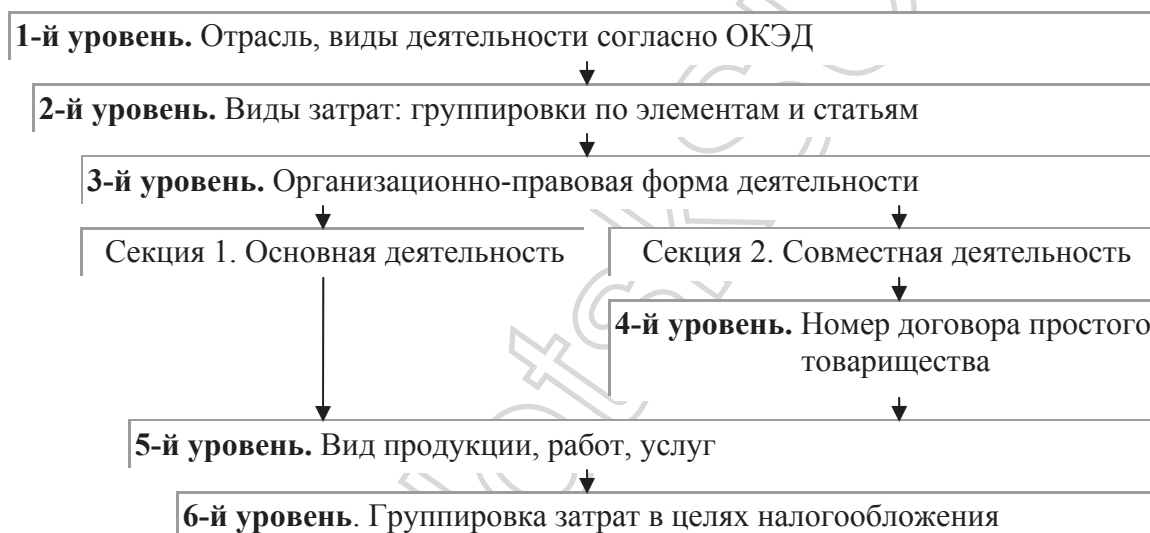 1-й уровень. Отрасль, виды деятельности согласно ОКЭД
2-й уровень. Виды затрат: группировки по элементам и статьям
3-й уровень. Организационно-правовая форма деятельности
Секция 1. Основная деятельность
Секция 2. Совместная деятельность
4-й уровень. Номер договора простого
товарищества
5-й уровень. Вид продукции, работ, услуг
6-й уровень. Группировка затрат в целях налогообложения